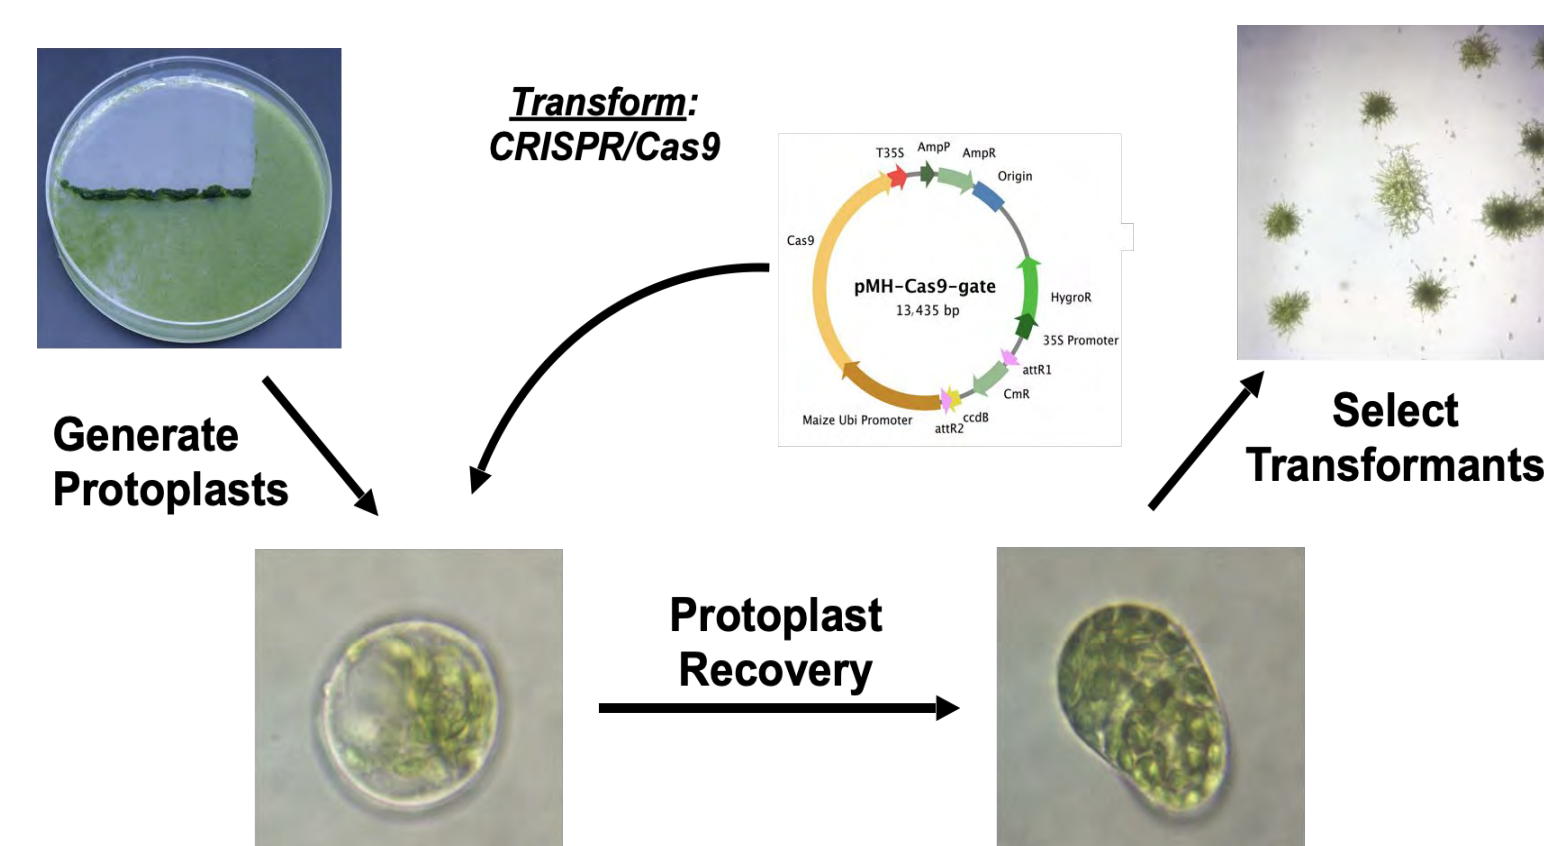 Transform:
CRISPR/Cas9
T35S
AmpP
AmpR
Origin
Cas9
pMH-Cas9-gate
13,435 bp
HygroR
35S Promoter
attR1
CmR
ccdB
attR2
Maize Ubi Promoter
Generate
Protoplasts
Select
Transformants
Protoplast
Recovery